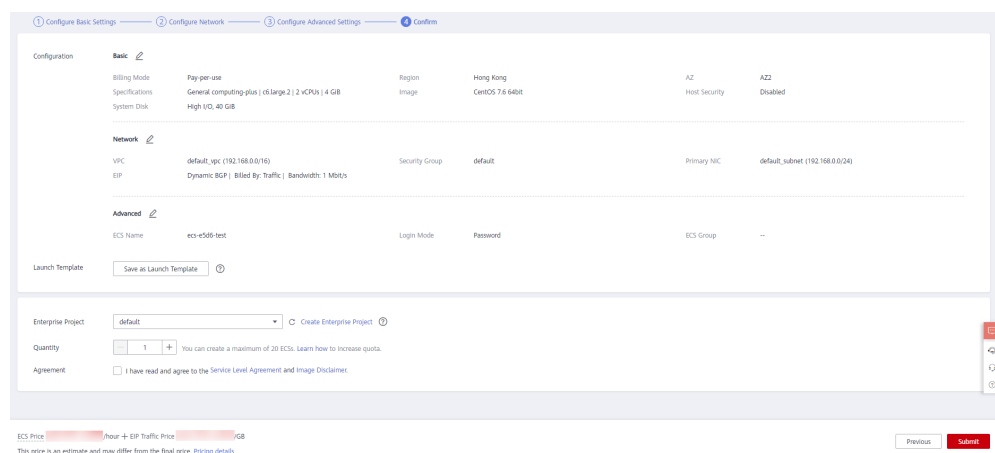 1 Configure Basic Settings 2 Configure Network 3 Configure Advanced Settings 4 Confirm
Configuration Basic
Billing Mode Pay-per-use Region Hong Kong AZ AZ2
Specifications General computing-plus | c6.large.2 | 2 vCPUs | 4 GiB Image CentOS 7.6 64bit Host Security Disabled
System Disk High I/O, 40 GiB
Network
VPC default_vpc (192.168.0.0/16) Security Group default Primary NIC default_subnet (192.168.0.0/24)
EIP Dynamic BGP | Billed By: Traffic | Bandwidth: 1 Mbit/s
Advanced
ECS Name ecs-e5d6-test Login Mode Password ECS Group --
Launch Template Save as Launch Template ?
Enterprise Project default Create Enterprise Project ?
Quantity - 1 + You can create a maximum of 20 ECSs. Learn how to increase quota.
Agreement I have read and agree to the Service Level Agreement and Image Disclaimer.
ECS Price /hour + EIP Traffic Price /GB
This price is an estimate and may differ from the final price. Pricing details
Previous Submit